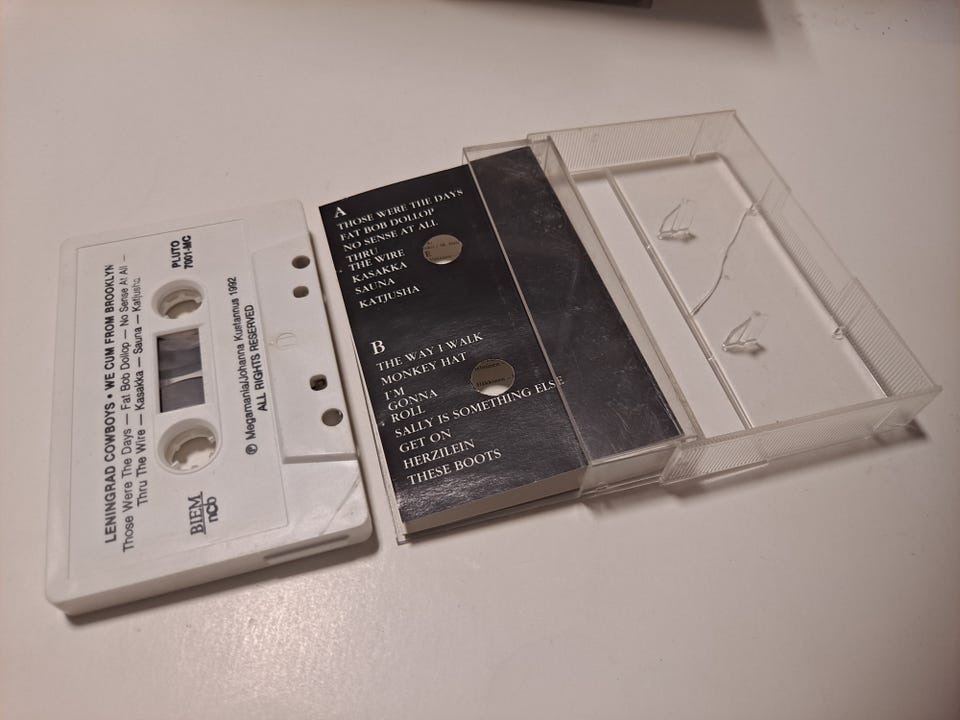 LENINGRAD COWBOYS • WE CUM FROM BROOKLYN
Those Were The Days — Fat Bob Dollop — No Sense At All —
Thru The Wire — Kasakka — Sauna — Katjusha
PLUTO
7001-MC
BIEM
ncb
℗ Megamania/Johanna Kustannus 1992
ALL RIGHTS RESERVED
A
THOSE WERE THE DAYS
FAT BOB DOLLOP
NO SENSE AT ALL
THRU
THE WIRE
KASAKKA
SAUNA
KATJUSHA
B
THE WAY I WALK
MONKEY HAT
I'M
GONNA
ROLL
SALLY IS SOMETHING ELSE
GET ON
HERZILEIN
THESE BOOTS